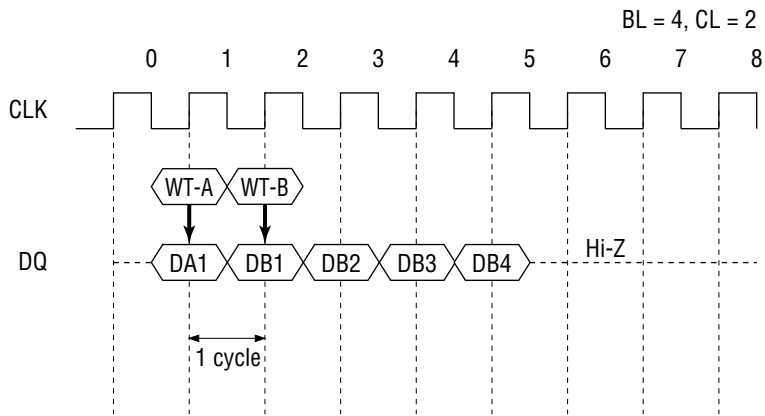 BL = 4, CL = 2
0 1 2 3 4 5 6 7 8
CLK
WT-A WT-B
DQ DA1 DB1 DB2 DB3 DB4 Hi-Z
1 cycle